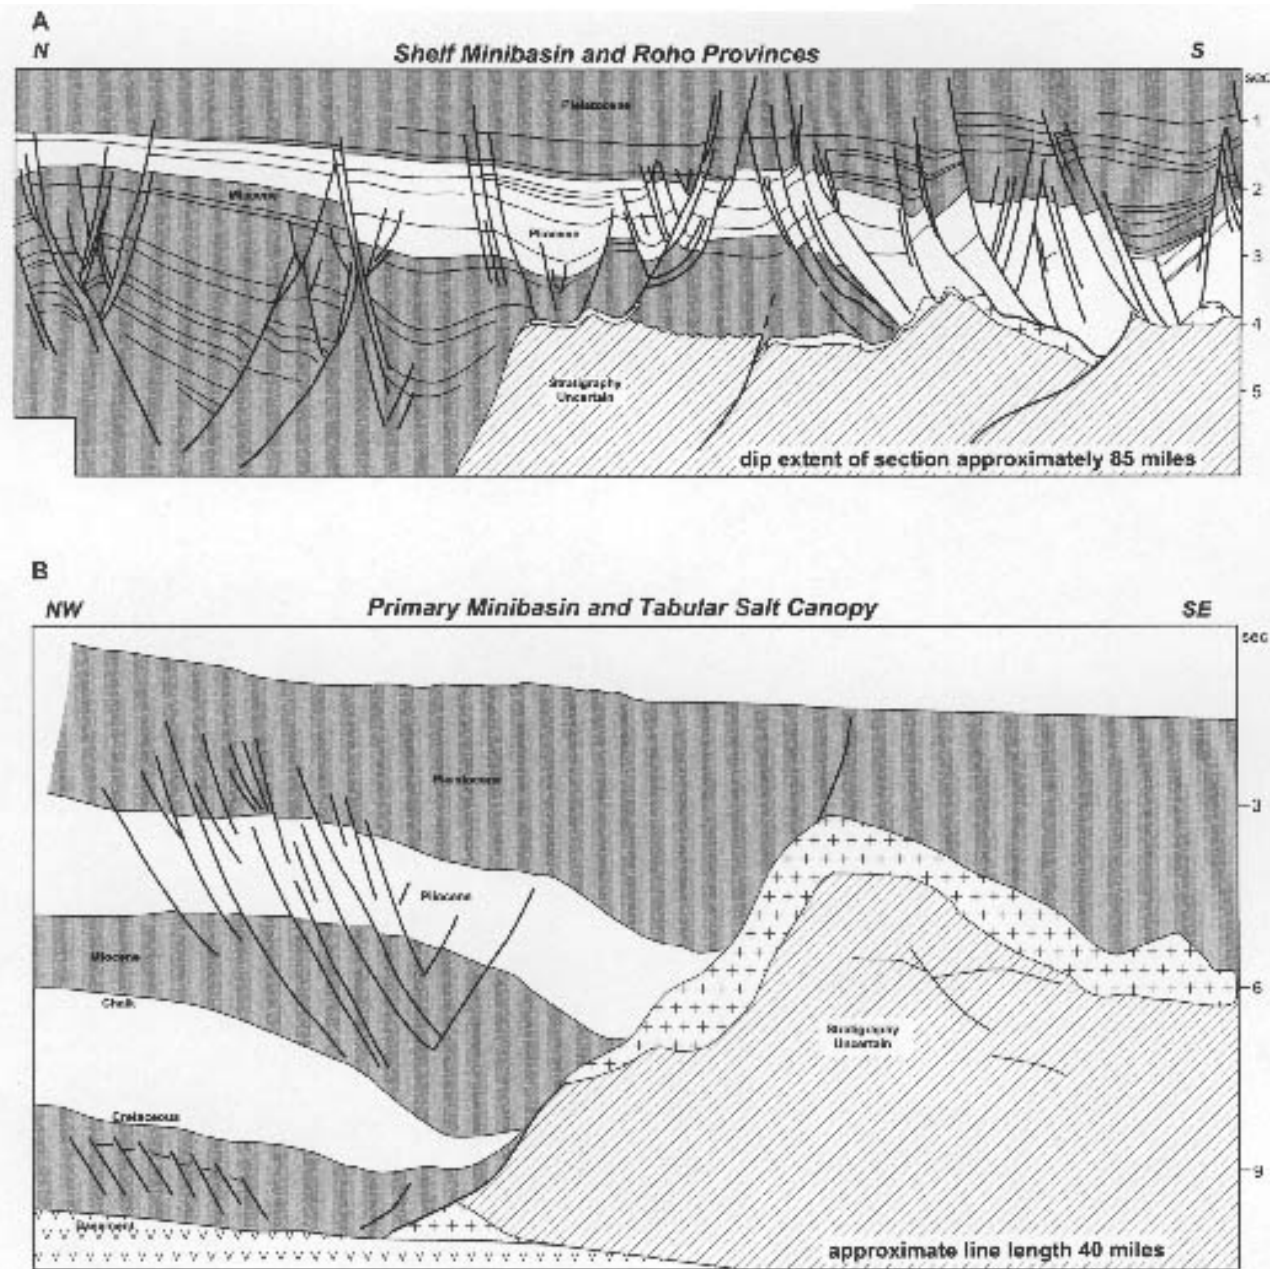 A
N
Shelf Minibasin and Roho Provinces
S
sec
Pleistocene
1
Miocene
2
Pliocene
3
4
Stratigraphy
Uncertain
5
dip extent of section approximately 85 miles
B
NW
Primary Minibasin and Tabular Salt Canopy
SE
sec
Pleistocene
3
Pliocene
Miocene
Chalk
6
Stratigraphy
Uncertain
Cretaceous
9
Basement
approximate line length 40 miles